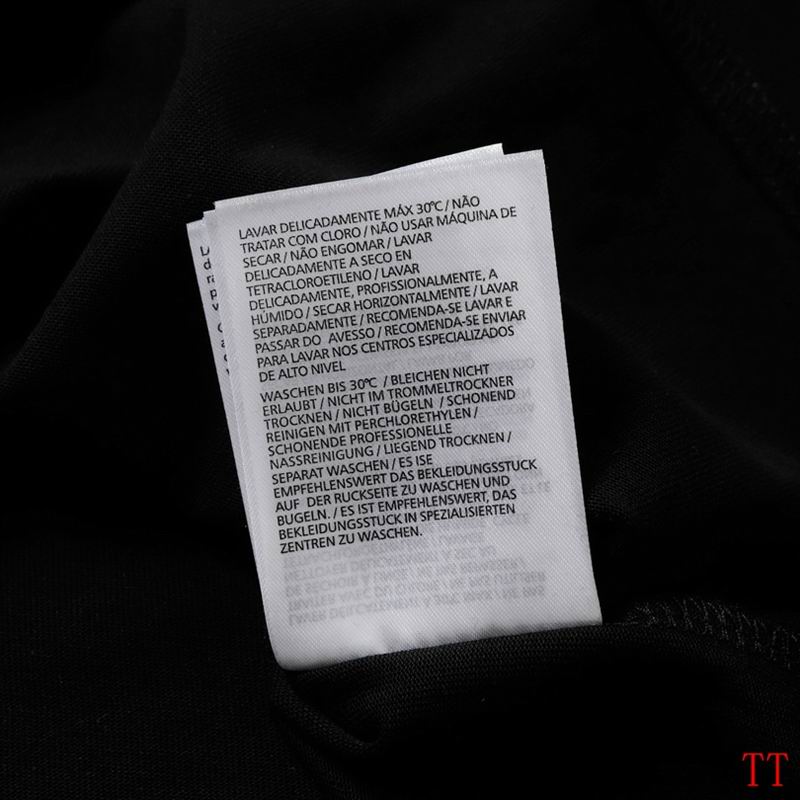 LAVAR DELICADAMENTE MÁX 30℃ / NÃO
TRATAR COM CLORO / NÃO USAR MÁQUINA DE
SECAR / NÃO ENGOMAR / LAVAR
DELICADAMENTE A SECO EN
TETRACLOROETILENO / LAVAR
DELICADAMENTE, PROFISSIONALMENTE, A
HÚMIDO / SECAR HORIZONTALMENTE / LAVAR
SEPARADAMENTE / RECOMENDA-SE LAVAR E
PASSAR DO AVESSO / RECOMENDA-SE ENVIAR
PARA LAVAR NOS CENTROS ESPECIALIZADOS
DE ALTO NIVEL
WASCHEN BIS 30℃ / BLEICHEN NICHT
ERLAUBT / NICHT IM TROMMELTROCKNER
TROCKNEN / NICHT BÜGELN / SCHONEND
REINIGEN MIT PERCHLORETHYLEN /
SCHONENDE PROFESSIONELLE
NASSREINIGUNG / LIEGEND TROCKNEN /
SEPARAT WASCHEN / ES ISE
EMPFEHLENSWERT DAS BEKLEIDUNGSSTUCK
AUF DER RUCKSEITE ZU WASCHEN UND
BUGELN. / ES IST EMPFEHLENSWERT, DAS
BEKLEIDUNGSSTUCK IN SPEZIALISIERTEN
ZENTREN ZU WASCHEN.
TT